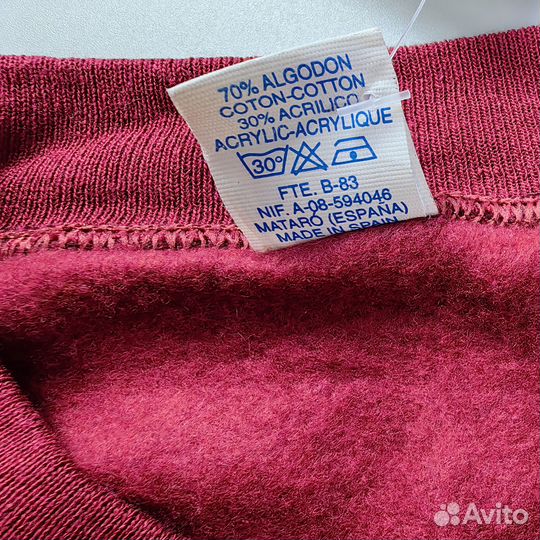 70% ALGODON
COTON-COTTON
30% ACRILICO
ACRYLIC-ACRYLIQUE
30°
FTE. B-83
NIF. A-08-594046
MATARÓ (ESPAÑA)
MADE IN SPAIN
Avito